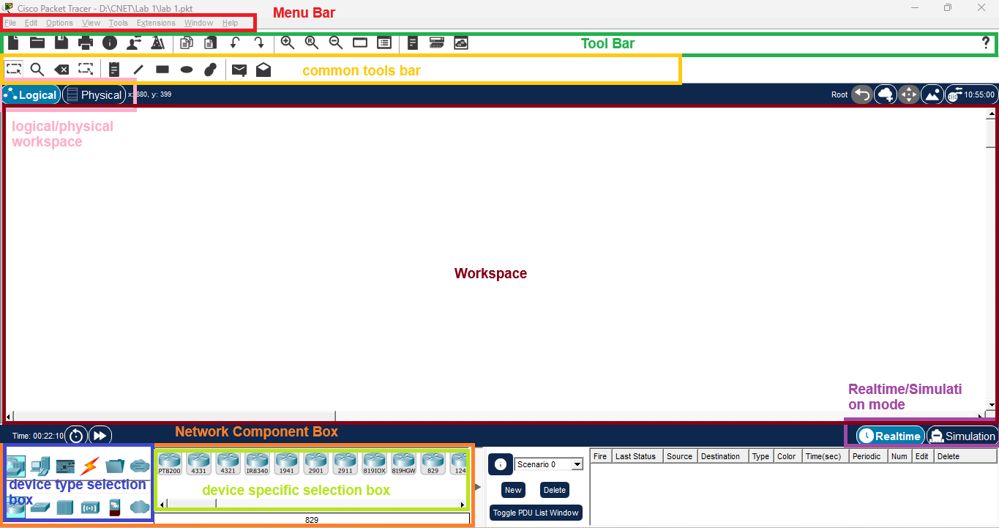 Cisco Packet Tracer - D:\CNET\Lab 1\lab 1.pkt
Menu Bar
File Edit Options View Tools Extensions Window Help
Tool Bar
?
common tools bar
Logical Physical x: 880, y: 399 Root 10:55:00
logical/physical
workspace
Workspace
Realtime/Simulati
on mode
Time: 00:22:10 Network Component Box Realtime Simulation
device type selection
box
PT8200 4331 4321 IR8340 1941 2901 2911 819IOX 819HGW 829 124
device specific selection box
829
Scenario 0
New Delete
Toggle PDU List Window
Fire Last Status Source Destination Type Color Time(sec) Periodic Num Edit Delete